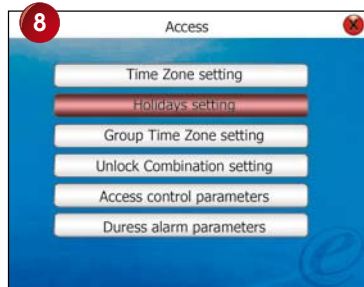 8
Access
X
Time Zone setting
Holidays setting
Group Time Zone setting
Unlock Combination setting
Access control parameters
Duress alarm parameters